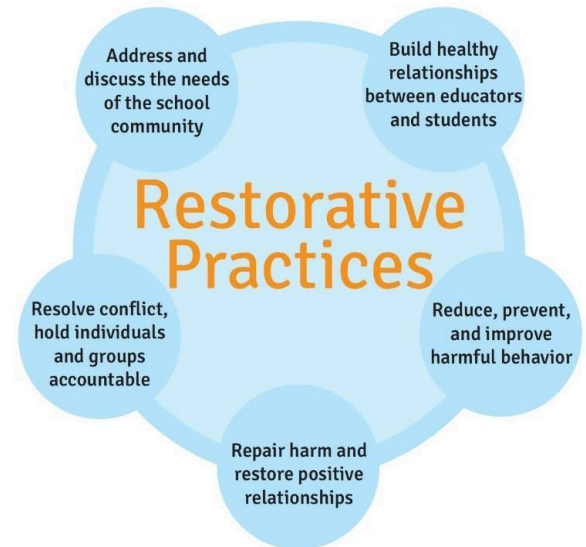 Address and
discuss the needs
of the school
community
Build healthy
relationships
between educators
and students
Restorative
Practices
Resolve conflict,
hold individuals
and groups
accountable
Reduce, prevent,
and improve
harmful behavior
Repair harm and
restore positive
relationships